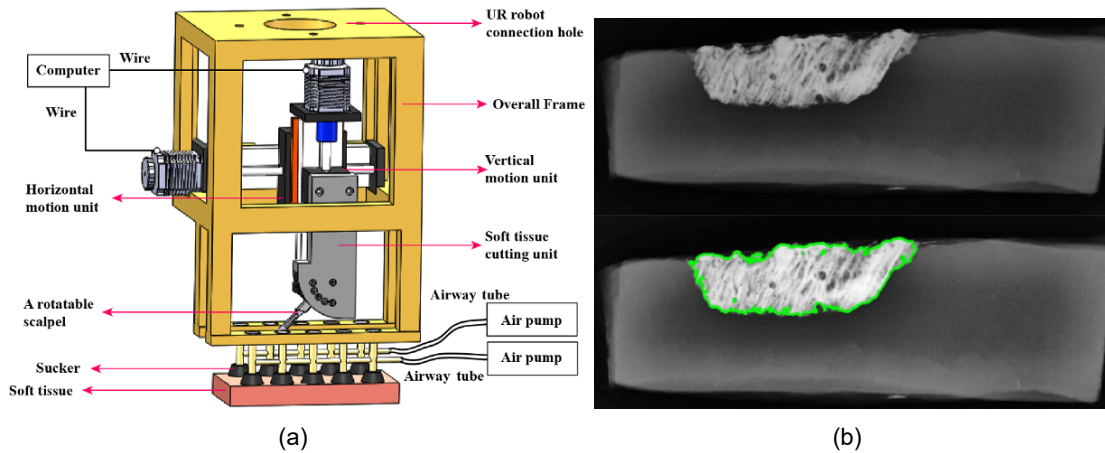 UR robot
connection hole
Wire
Computer
Wire
Overall Frame
Vertical
motion unit
Horizontal
motion unit
Soft tissue
cutting unit
A rotatable
scalpel
Airway tube
Air pump
Air pump
Sucker
Airway tube
Soft tissue
(a)
(b)